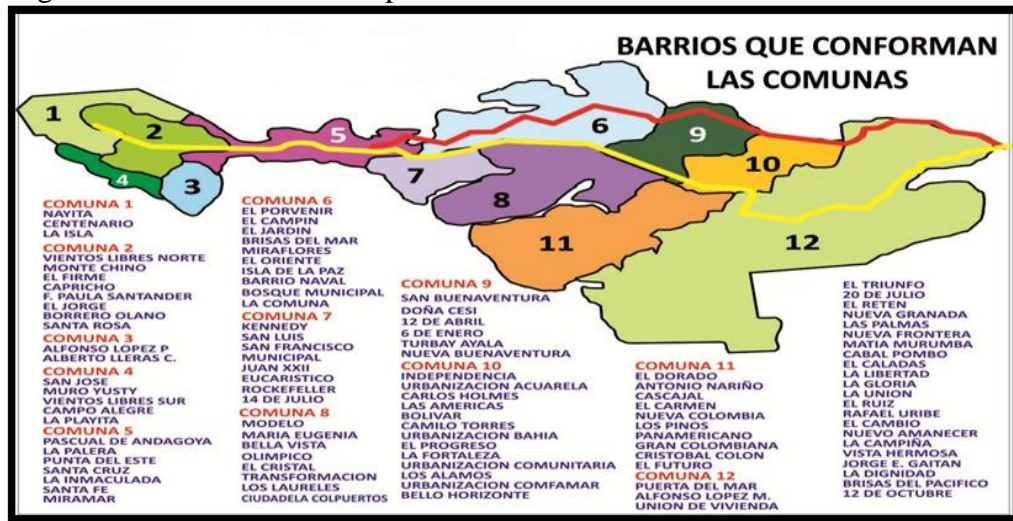 BARRIOS QUE CONFORMAN
LAS COMUNAS
1
2
3
4
5
6
7
8
9
10
11
12
COMUNA 1
NAYITA
CENTENARIO
LA ISLA
COMUNA 2
VIENTOS LIBRES NORTE
MONTE CHINO
EL FIRME
CAPRICHO
F. PAULA SANTANDER
EL JORGE
BORRERO OLANO
SANTA ROSA
COMUNA 3
ALFONSO LOPEZ P
ALBERTO LLERAS C.
COMUNA 4
SAN JOSE
MURO YUSTY
VIENTOS LIBRES SUR
CAMPO ALEGRE
LA PLAYITA
COMUNA 5
PASCUAL DE ANDAGOYA
LA PALERA
PUNTA DEL ESTE
SANTA CRUZ
LA INMACULADA
SANTA FE
MIRAMAR
COMUNA 6
EL PORVENIR
EL CAMPIN
EL JARDIN
BRISAS DEL MAR
MIRAFLORES
EL ORIENTE
ISLA DE LA PAZ
BARRIO NAVAL
BOSQUE MUNICIPAL
LA COMUNA
COMUNA 7
KENNEDY
SAN LUIS
SAN FRANCISCO
MUNICIPAL
JUAN XXII
EUCARISTICO
ROCKEFELLER
14 DE JULIO
COMUNA 8
MODELO
MARIA EUGENIA
BELLA VISTA
OLIMPICO
EL CRISTAL
TRANSFORMACION
LOS LAURELES
CIUDADELA COLPUERTOS
COMUNA 9
SAN BUENAVENTURA
DOÑA CESI
12 DE ABRIL
6 DE ENERO
TURBAY AYALA
NUEVA BUENAVENTURA
COMUNA 10
INDEPENDENCIA
URBANIZACION ACUARELA
CARLOS HOLMES
LAS AMERICAS
BOLIVAR
CAMILO TORRES
URBANIZACION BAHIA
EL PROGRESO
LA FORTALEZA
URBANIZACION COMUNITARIA
LOS ALAMOS
URBANIZACION COMFAMAR
BELLO HORIZONTE
COMUNA 11
EL DORADO
ANTONIO NARIÑO
CASCAJAL
EL CARMEN
NUEVA COLOMBIA
LOS PINOS
PANAMERICANO
GRAN COLOMBIANA
CRISTOBAL COLON
EL FUTURO
COMUNA 12
PUERTA DEL MAR
ALFONSO LOPEZ M.
UNION DE VIVIENDA
EL TRIUNFO
20 DE JULIO
EL RETEN
NUEVA GRANADA
LAS PALMAS
NUEVA FRONTERA
MATIA MURUMBA
CABAL POMBO
EL CALADAS
LA LIBERTAD
LA GLORIA
LA UNION
EL RUIZ
RAFAEL URIBE
EL CAMBIO
NUEVO AMANECER
LA CAMPIÑA
VISTA HERMOSA
JORGE E. GAITAN
LA DIGNIDAD
BRISAS DEL PACIFICO
12 DE OCTUBRE